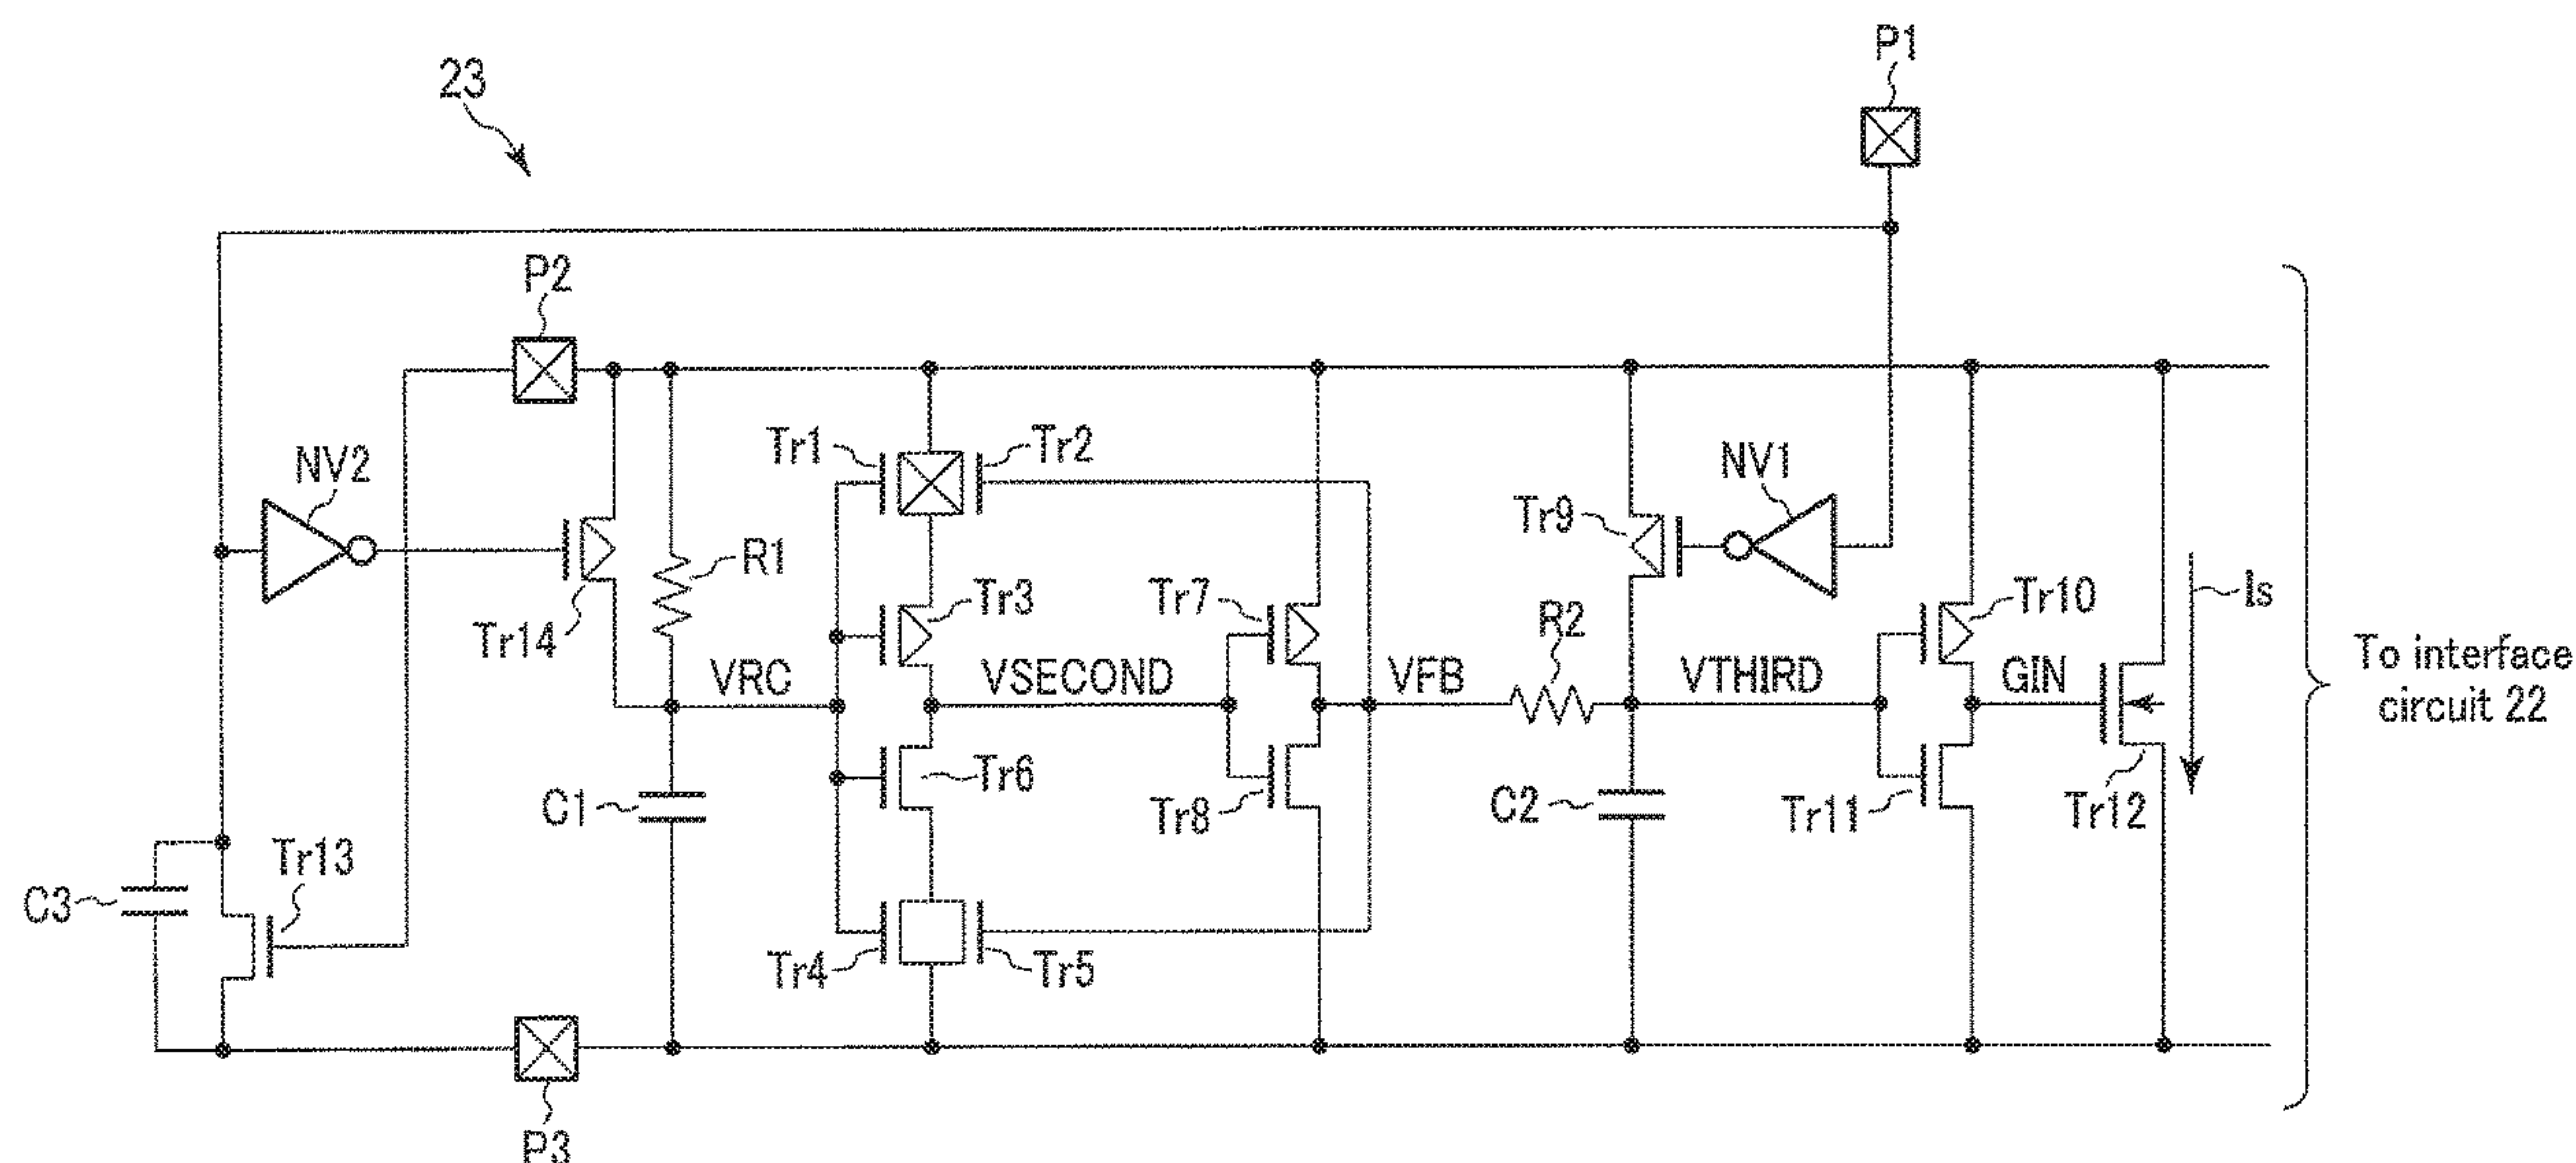 23
P1
P2
NV2
Tr1
Tr2
NV1
Tr9
Tr14
R1
Tr3
Tr7
R2
Tr10
Is
To interface
circuit 22
VRC
VSECOND
VFB
VTHIRD
GIN
Tr6
C1
Tr8
C2
Tr11
Tr12
C3
Tr13
Tr4
Tr5
P3